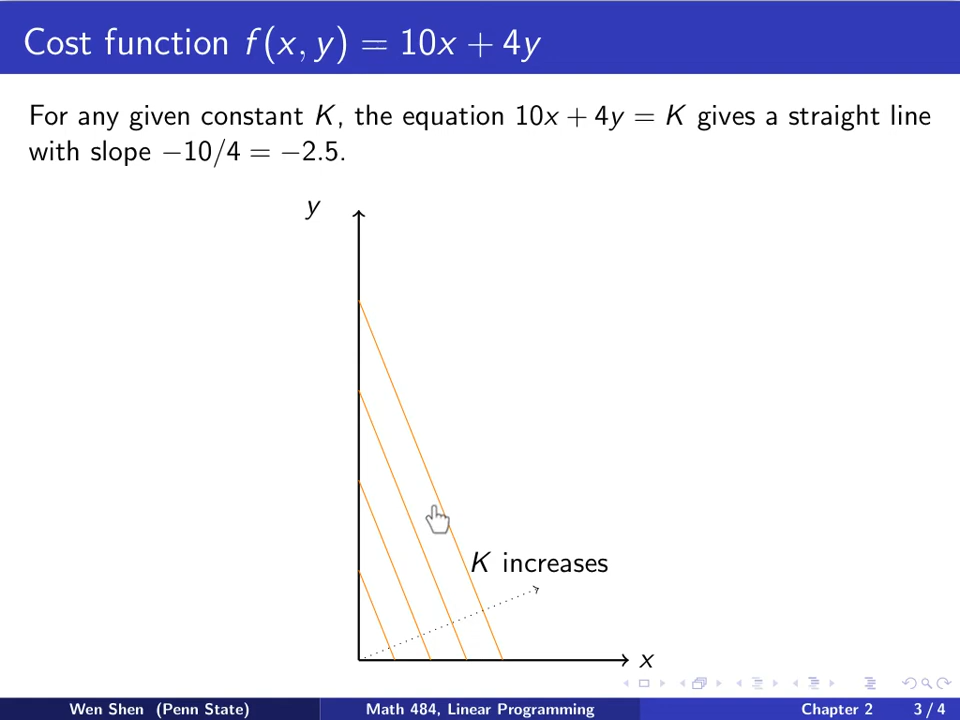 Cost function f(x, y) = 10x + 4y
For any given constant K, the equation 10x + 4y = K gives a straight line
with slope −10/4 = −2.5.
y
K increases
x
Wen Shen (Penn State)
Math 484, Linear Programming
Chapter 2
3 / 4